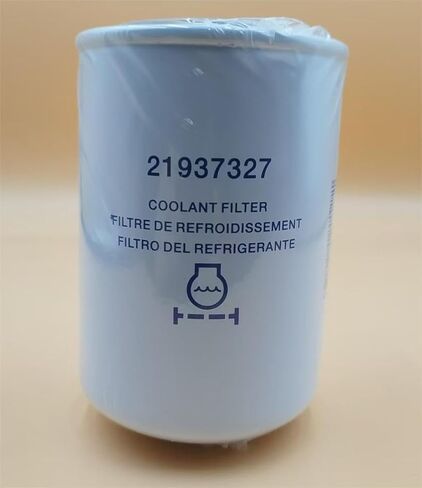 21937327
COOLANT FILTER
FILTRE DE REFROIDISSEMENT
FILTRO DEL REFRIGERANTE